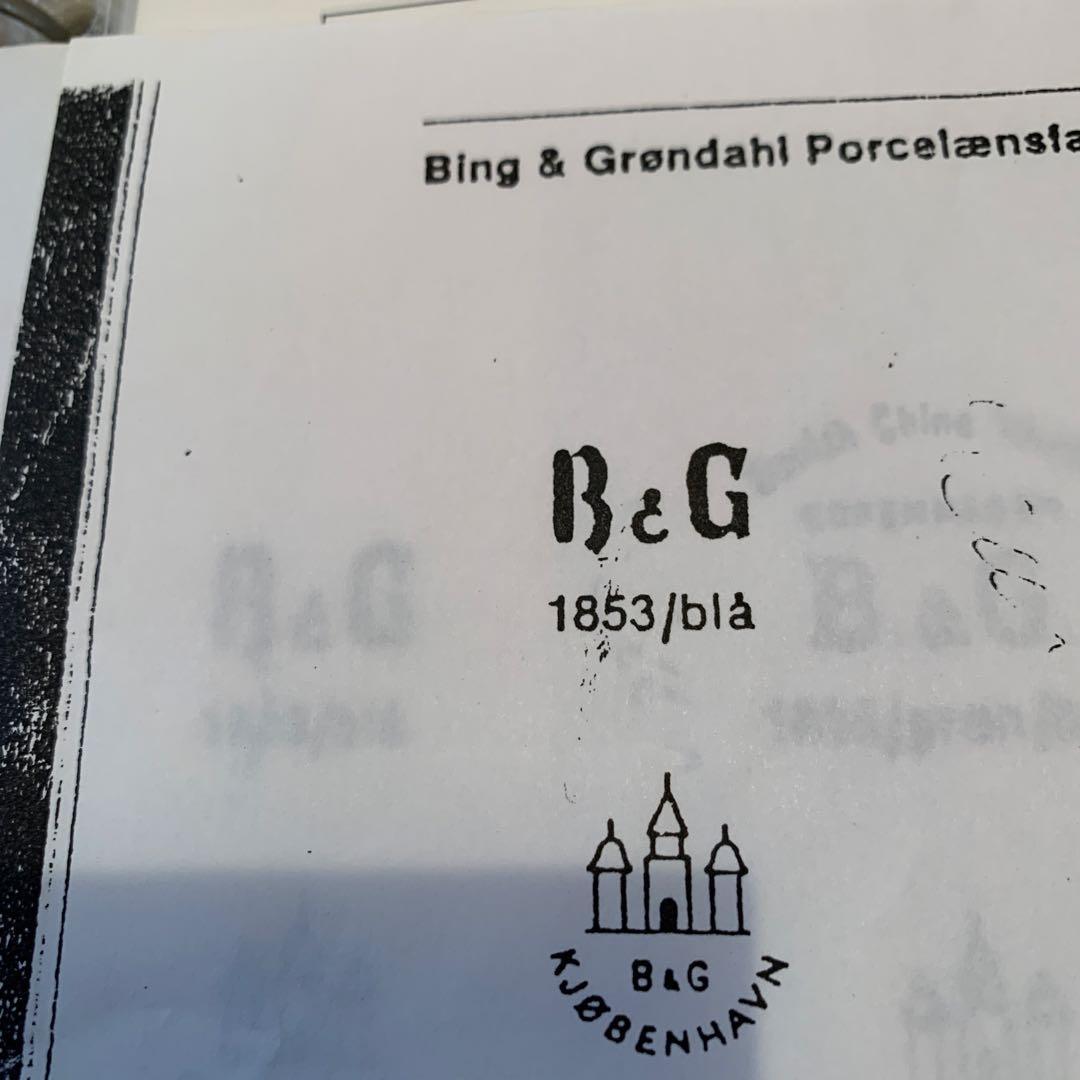 Bing & Grøndahl Porcelænsfa
B & G
1853/blå
B & G
KJØBENHAVN